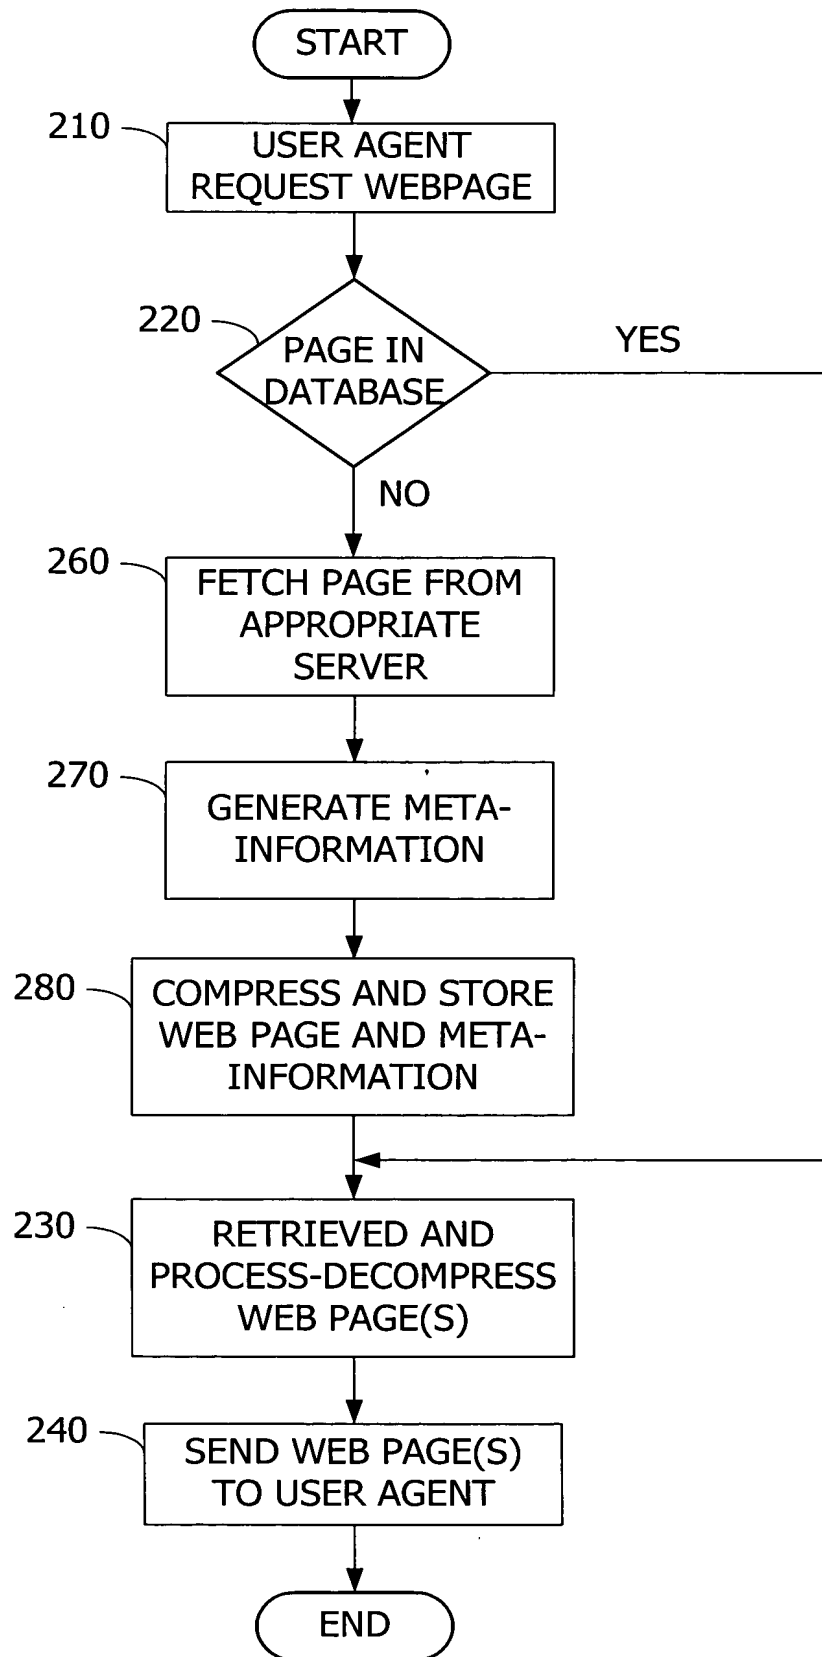 START
210
USER AGENT
REQUEST WEBPAGE
220
PAGE IN
DATABASE
YES
NO
260
FETCH PAGE FROM
APPROPRIATE
SERVER
270
GENERATE META-
INFORMATION
280
COMPRESS AND STORE
WEB PAGE AND META-
INFORMATION
230
RETRIEVED AND
PROCESS-DECOMPRESS
WEB PAGE(S)
240
SEND WEB PAGE(S)
TO USER AGENT
END